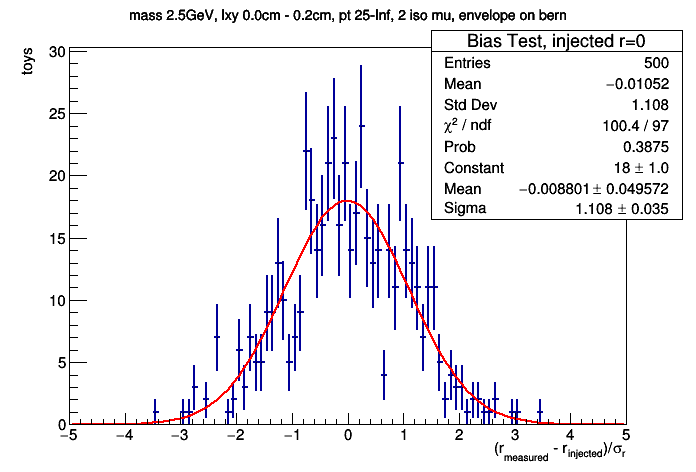 mass 2.5GeV, lxy 0.0cm - 0.2cm, pt 25-Inf, 2 iso mu, envelope on bern
Bias Test, injected r=0
Entries 500
Mean −0.01052
Std Dev 1.108
χ² / ndf 100.4 / 97
Prob 0.3875
Constant 18 ± 1.0
Mean −0.008801 ± 0.049572
Sigma 1.108 ± 0.035
toys
30
25
20
15
10
5
0
−5 −4 −3 −2 −1 0 1 2 3 4 5
(r_measured - r_injected)/σ_r